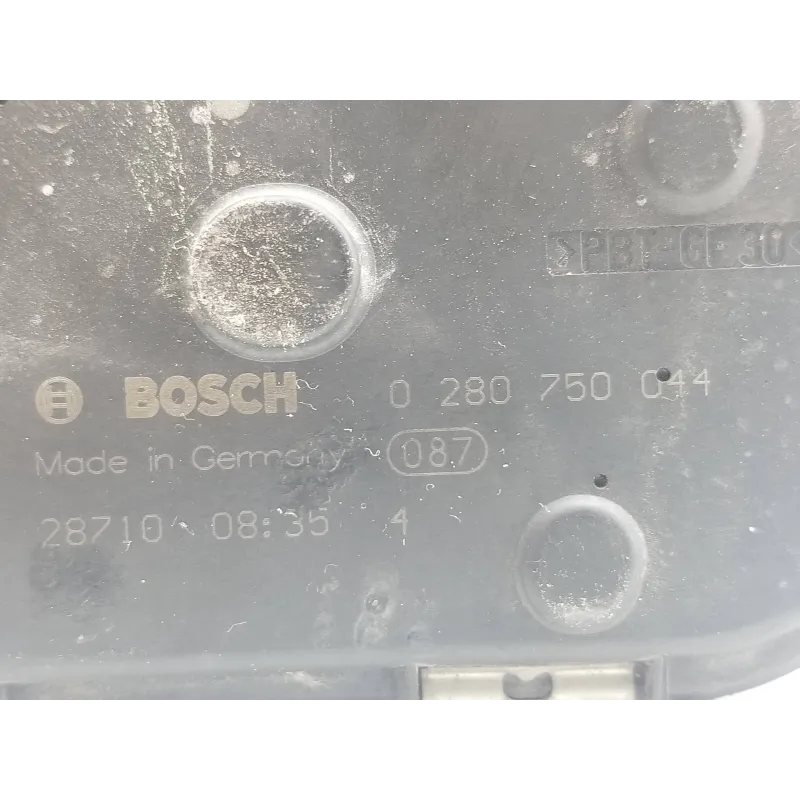 >PBT-GF30<
BOSCH 0 280 750 044
Made in Germany 087
28710 08:35 4